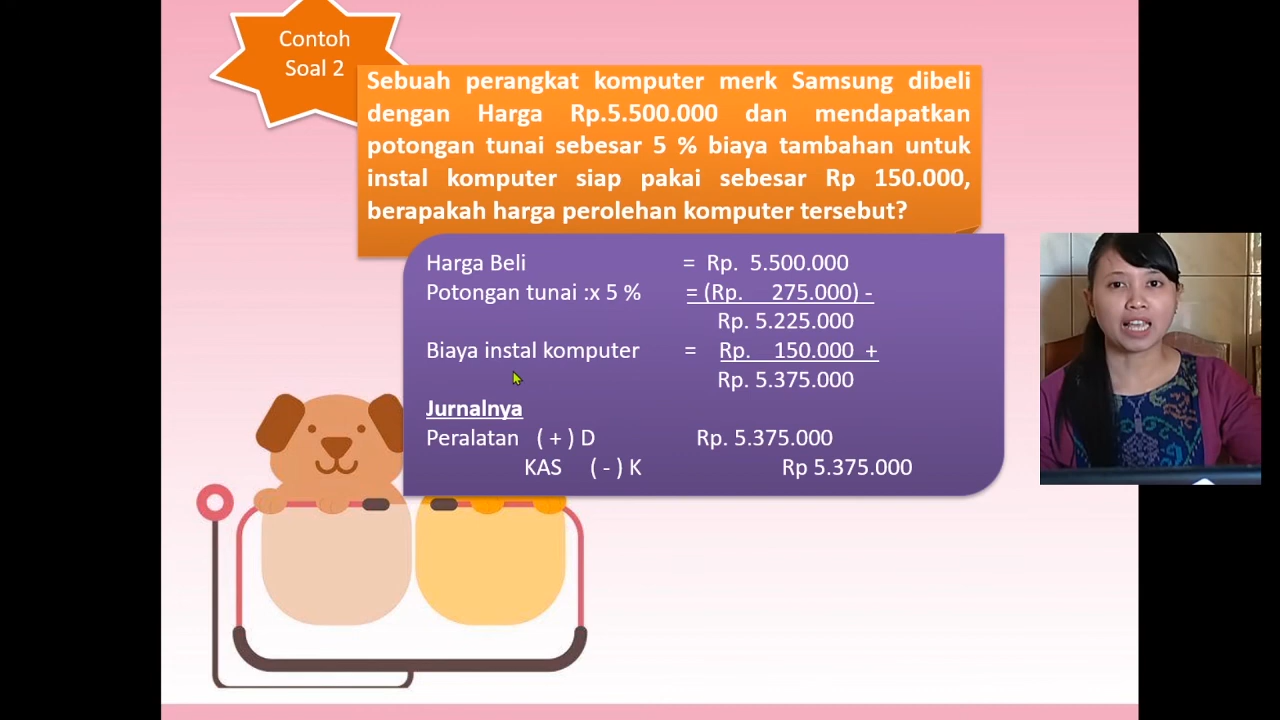 Contoh
Soal 2
Sebuah perangkat komputer merk Samsung dibeli
dengan Harga Rp.5.500.000 dan mendapatkan
potongan tunai sebesar 5 % biaya tambahan untuk
instal komputer siap pakai sebesar Rp 150.000,
berapakah harga perolehan komputer tersebut?
Harga Beli = Rp. 5.500.000
Potongan tunai :x 5 % = (Rp. 275.000) -
Rp. 5.225.000
Biaya instal komputer = Rp. 150.000 +
Rp. 5.375.000
Jurnalnya
Peralatan ( + ) D Rp. 5.375.000
KAS ( - ) K Rp 5.375.000